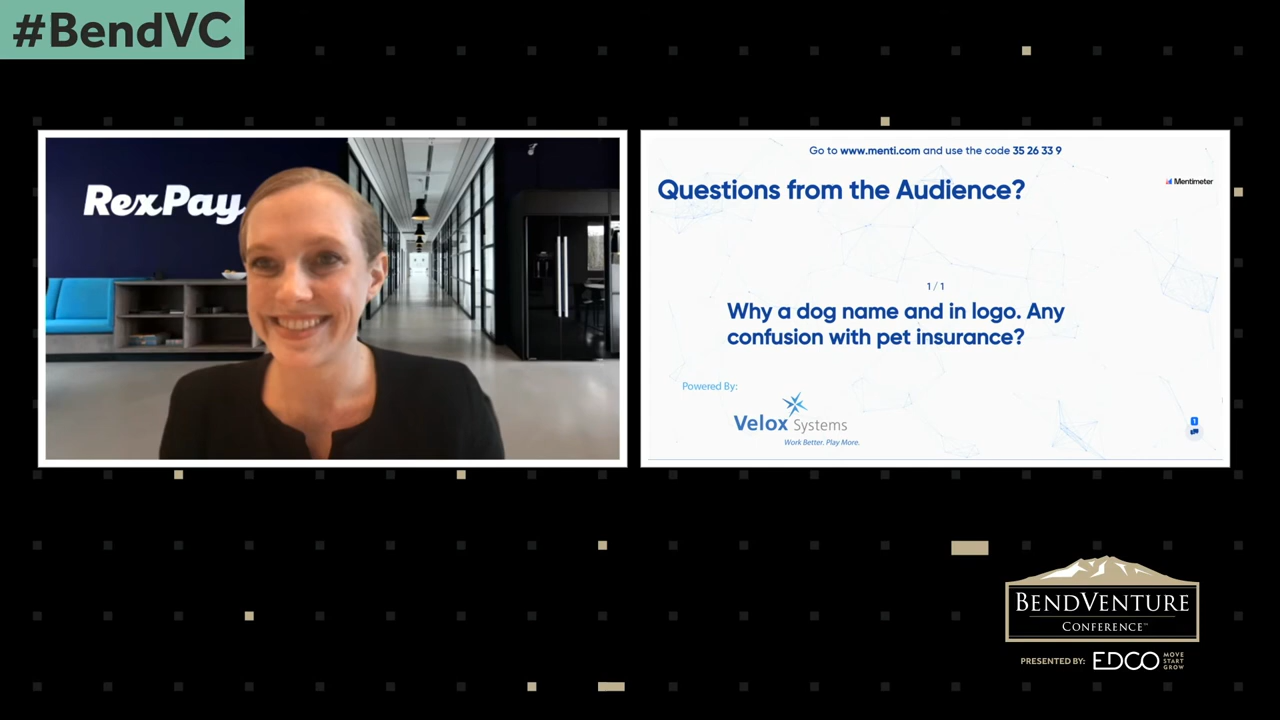 #BendVC
RexPay
Go to www.menti.com and use the code 35 26 33 9
Questions from the Audience?
Mentimeter
1 / 1
Why a dog name and in logo. Any
confusion with pet insurance?
Powered By:
Velox Systems
Work Better. Play More.
1
BENDVENTURE
CONFERENCE™
PRESENTED BY: EDCO MOVE
START
GROW